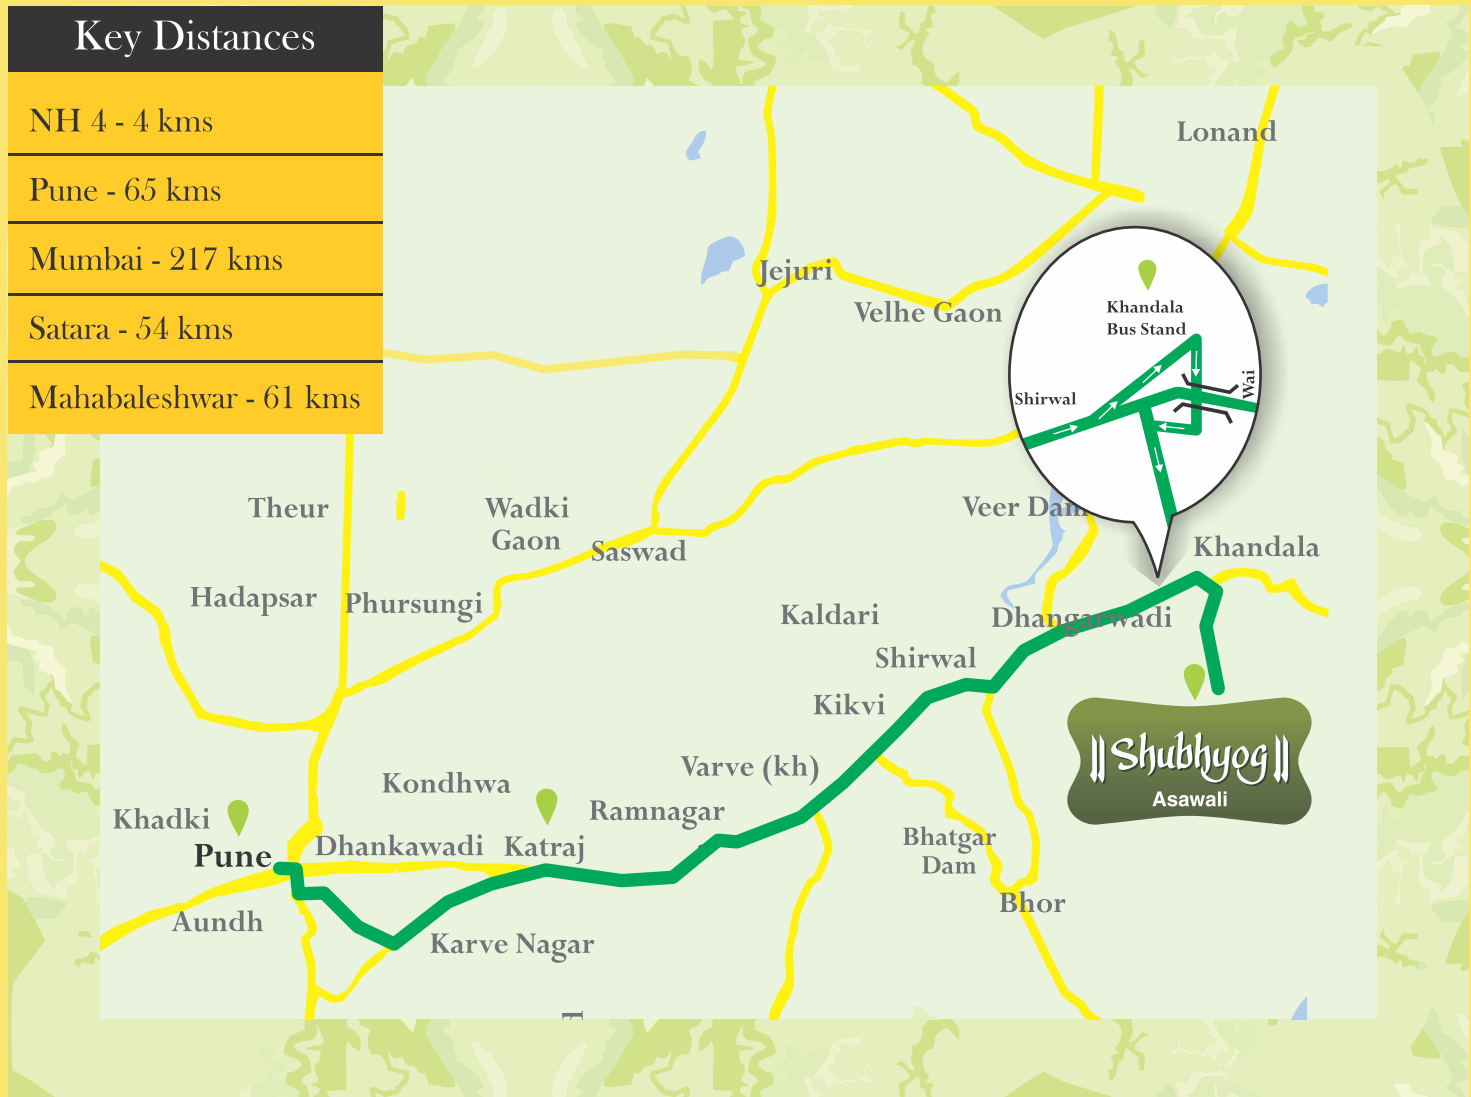 Key Distances
NH 4 - 4 kms
Pune - 65 kms
Mumbai - 217 kms
Satara - 54 kms
Mahabaleshwar - 61 kms
Lonand
Jejuri
Velhe Gaon
Khandala
Bus Stand
Shirwal
Wai
Theur
Wadki
Gaon
Saswad
Veer Dam
Khandala
Hadapsar
Phursungi
Kaldari
Dhangarwadi
Shirwal
Kikvi
Varve (kh)
Kondhwa
Ramnagar
Khadki
Dhankawadi
Katraj
Pune
Bhatgar
Dam
Bhor
Aundh
Karve Nagar
|| Shubhyog ||
Asawali